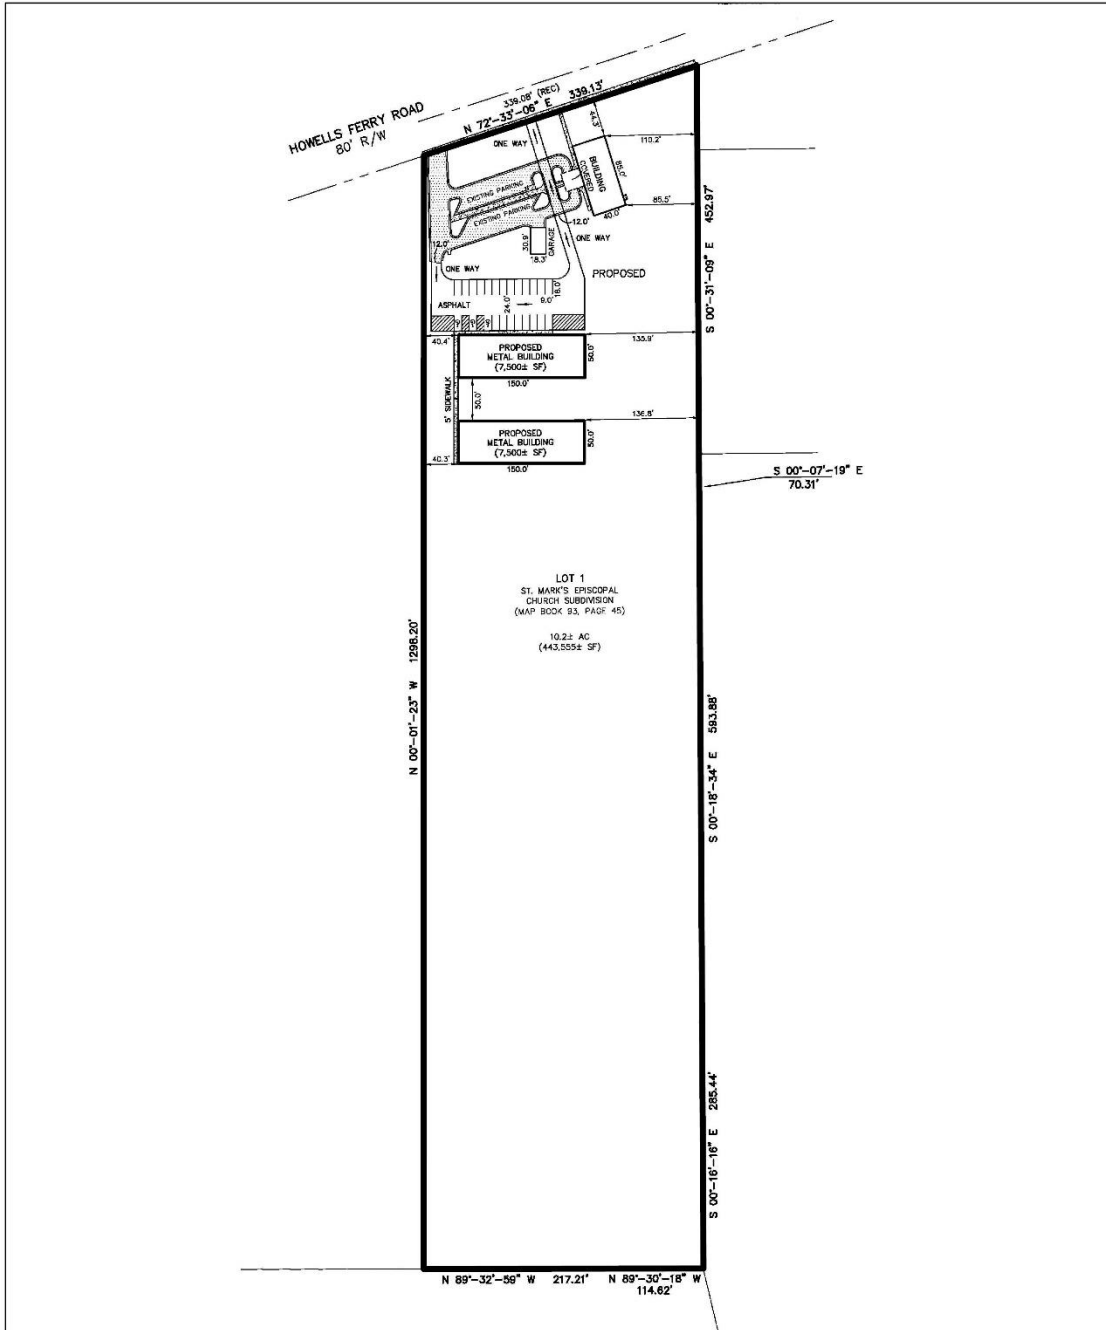 339.08' (REC)
N 72°-33'-06" E 339.13'
HOWELLS FERRY ROAD
80' R/W
ONE WAY
44.3'
110.2'
BUILDING
COVERED
85.0'
EXISTING PARKING
EXISTING PARKING
40.0'
85.5'
12.0'
S 00°-31'-09" E 452.97'
12.0'
30.9'
GARAGE
18.3'
ONE WAY
ONE WAY
PROPOSED
18.0'
ASPHALT
24.0'
9.0'
40.4'
135.9'
PROPOSED
METAL BUILDING
(7,500± SF)
50.0'
150.0'
5' SIDEWALK
50.0'
136.8'
PROPOSED
METAL BUILDING
(7,500± SF)
50.0'
40.3'
150.0'
S 00°-07'-19" E
70.31'
LOT 1
ST. MARK'S EPISCOPAL
CHURCH SUBDIVISION
(MAP BOOK 93, PAGE 45)
10.2± AC
(443,555± SF)
N 00°-01'-23" W 1298.20'
S 00°-18'-34" E 593.88'
S 00°-16'-16" E 285.44'
N 89°-32'-59" W 217.21'
N 89°-30'-18" W
114.62'